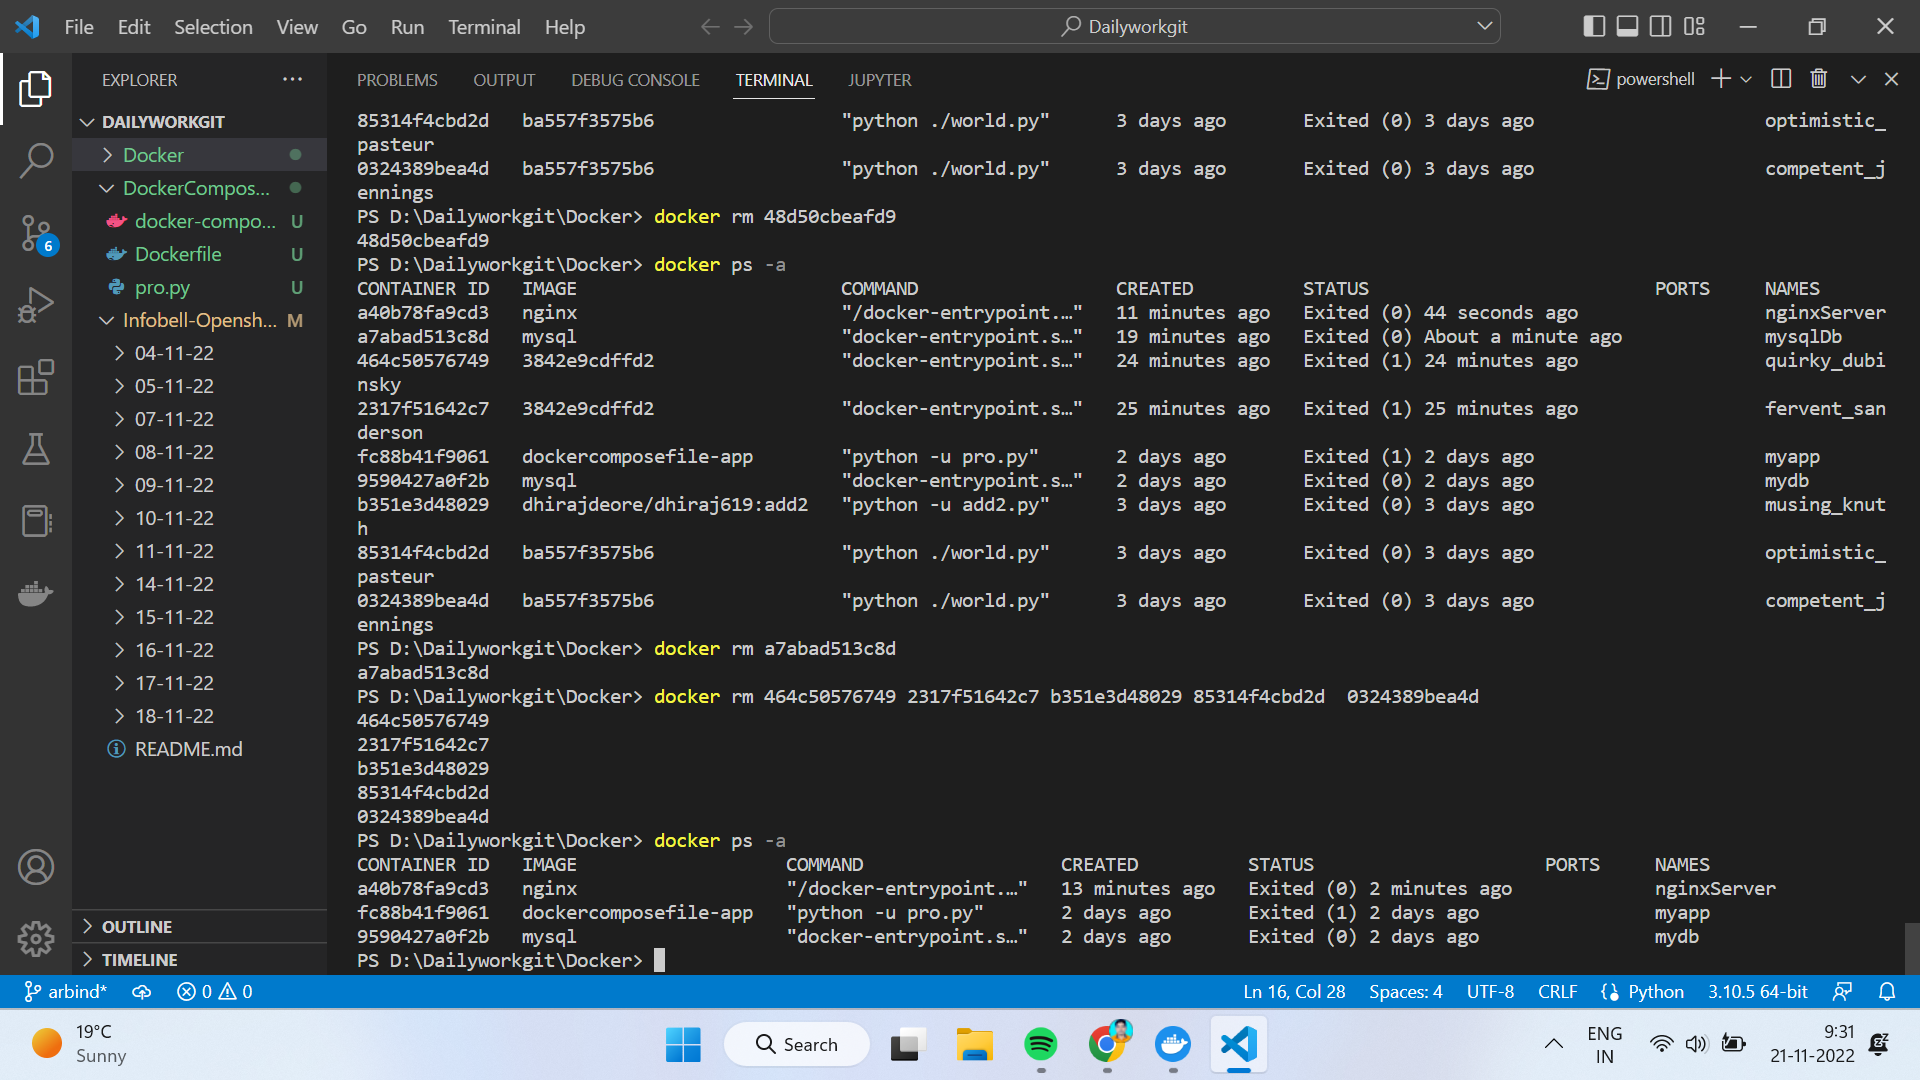 File Edit Selection View Go Run Terminal Help
Dailyworkgit
EXPLORER
DAILYWORKGIT
Docker
DockerCompos...
docker-compo... U
Dockerfile U
pro.py U
Infobell-Opensh... M
04-11-22
05-11-22
07-11-22
08-11-22
09-11-22
10-11-22
11-11-22
14-11-22
15-11-22
16-11-22
17-11-22
18-11-22
README.md
OUTLINE
TIMELINE
6
PROBLEMS OUTPUT DEBUG CONSOLE TERMINAL JUPYTER
powershell
85314f4cbd2d ba557f3575b6 "python ./world.py" 3 days ago Exited (0) 3 days ago optimistic_
pasteur
0324389bea4d ba557f3575b6 "python ./world.py" 3 days ago Exited (0) 3 days ago competent_j
ennings
PS D:\Dailyworkgit\Docker> docker rm 48d50cbeafd9
48d50cbeafd9
PS D:\Dailyworkgit\Docker> docker ps -a
CONTAINER ID IMAGE COMMAND CREATED STATUS PORTS NAMES
a40b78fa9cd3 nginx "/docker-entrypoint.…" 11 minutes ago Exited (0) 44 seconds ago nginxServer
a7abad513c8d mysql "docker-entrypoint.s…" 19 minutes ago Exited (0) About a minute ago mysqlDb
464c50576749 3842e9cdffd2 "docker-entrypoint.s…" 24 minutes ago Exited (1) 24 minutes ago quirky_dubi
nsky
2317f51642c7 3842e9cdffd2 "docker-entrypoint.s…" 25 minutes ago Exited (1) 25 minutes ago fervent_san
derson
fc88b41f9061 dockercomposefile-app "python -u pro.py" 2 days ago Exited (1) 2 days ago myapp
9590427a0f2b mysql "docker-entrypoint.s…" 2 days ago Exited (0) 2 days ago mydb
b351e3d48029 dhirajdeore/dhiraj619:add2 "python -u add2.py" 3 days ago Exited (0) 3 days ago musing_knut
h
85314f4cbd2d ba557f3575b6 "python ./world.py" 3 days ago Exited (0) 3 days ago optimistic_
pasteur
0324389bea4d ba557f3575b6 "python ./world.py" 3 days ago Exited (0) 3 days ago competent_j
ennings
PS D:\Dailyworkgit\Docker> docker rm a7abad513c8d
a7abad513c8d
PS D:\Dailyworkgit\Docker> docker rm 464c50576749 2317f51642c7 b351e3d48029 85314f4cbd2d 0324389bea4d
464c50576749
2317f51642c7
b351e3d48029
85314f4cbd2d
0324389bea4d
PS D:\Dailyworkgit\Docker> docker ps -a
CONTAINER ID IMAGE COMMAND CREATED STATUS PORTS NAMES
a40b78fa9cd3 nginx "/docker-entrypoint.…" 13 minutes ago Exited (0) 2 minutes ago nginxServer
fc88b41f9061 dockercomposefile-app "python -u pro.py" 2 days ago Exited (1) 2 days ago myapp
9590427a0f2b mysql "docker-entrypoint.s…" 2 days ago Exited (0) 2 days ago mydb
PS D:\Dailyworkgit\Docker>
arbind* 0 0 Ln 16, Col 28 Spaces: 4 UTF-8 CRLF Python 3.10.5 64-bit
19°C
Sunny
Search
ENG
IN
9:31
21-11-2022